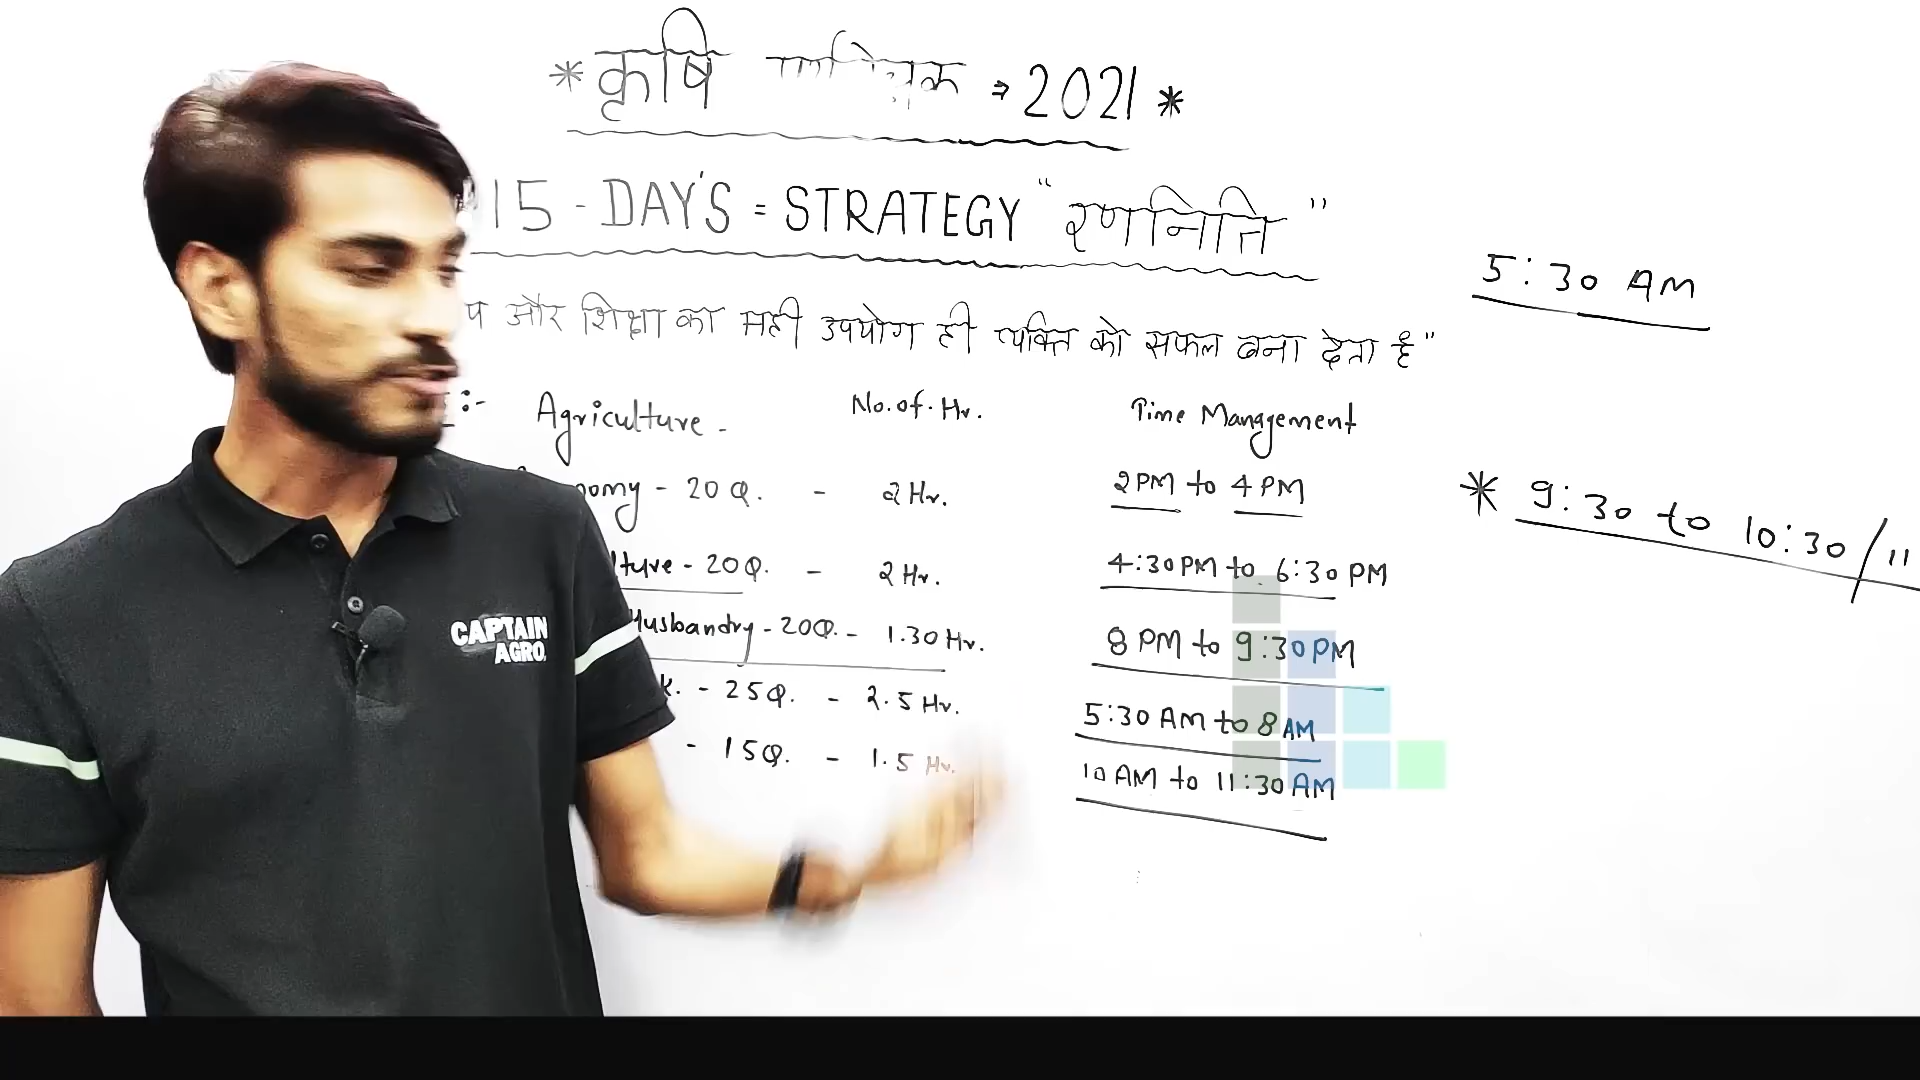 * कृषि ⇒ 2021 *
15 - DAY'S = STRATEGY "रणनिति"
और शिक्षा का सही उपयोग ही व्यक्ति को सफल बना देता है"
:- Agriculture - No. of. Hr. Time Mangement
nomy - 20 Q. - 2 Hr. 2 PM to 4 PM
lture - 20 Q. - 2 Hr. 4:30 PM to 6:30 PM
Husbandry - 20Q. - 1.30 Hr. 8 PM to 9:30 PM
k. - 25 Q. - 2.5 Hr. 5:30 AM to 8 AM
- 15 Q. - 1.5 Hr. 10 AM to 11:30 AM
5:30 AM
* 9:30 to 10:30 / 11
CAPTAIN
AGRO